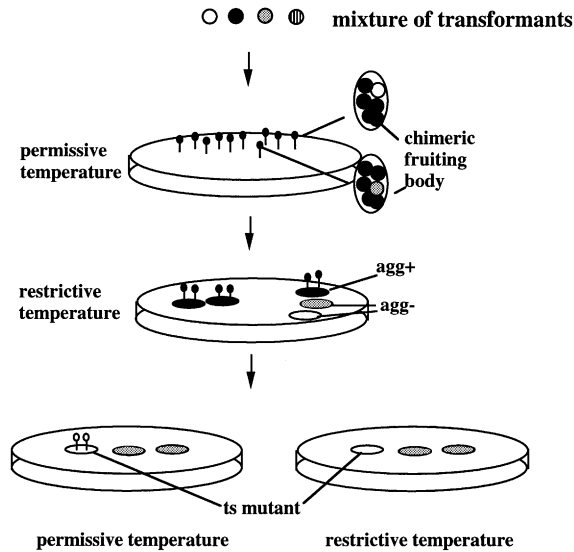 mixture of transformants
permissive
temperature
chimeric
fruiting
body
restrictive
temperature
agg+
agg-
ts mutant
permissive temperature
restrictive temperature